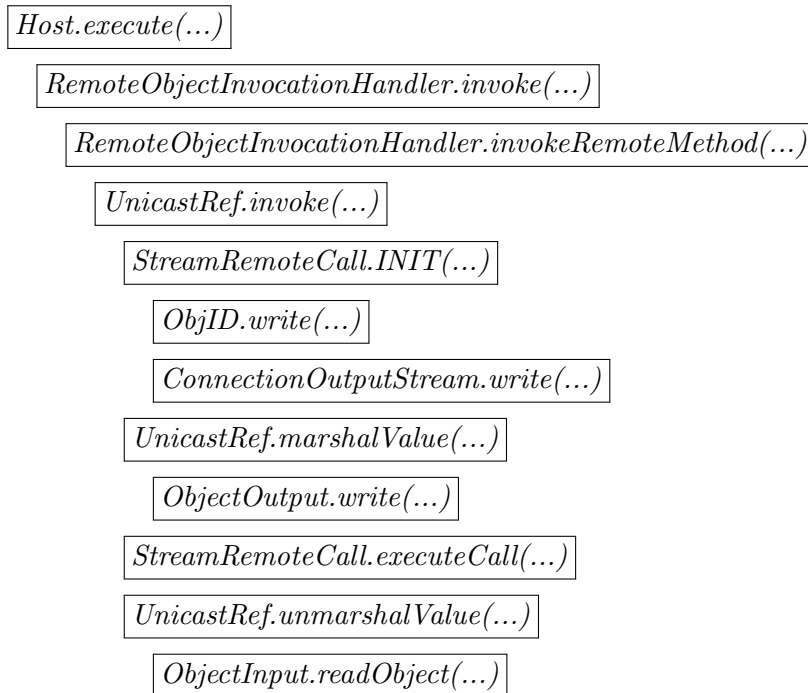 Host.execute(...)
RemoteObjectInvocationHandler.invoke(...)
RemoteObjectInvocationHandler.invokeRemoteMethod(...)
UnicastRef.invoke(...)
StreamRemoteCall.INIT(...)
ObjID.write(...)
ConnectionOutputStream.write(...)
UnicastRef.marshalValue(...)
ObjectOutput.write(...)
StreamRemoteCall.executeCall(...)
UnicastRef.unmarshalValue(...)
ObjectInput.readObject(...)